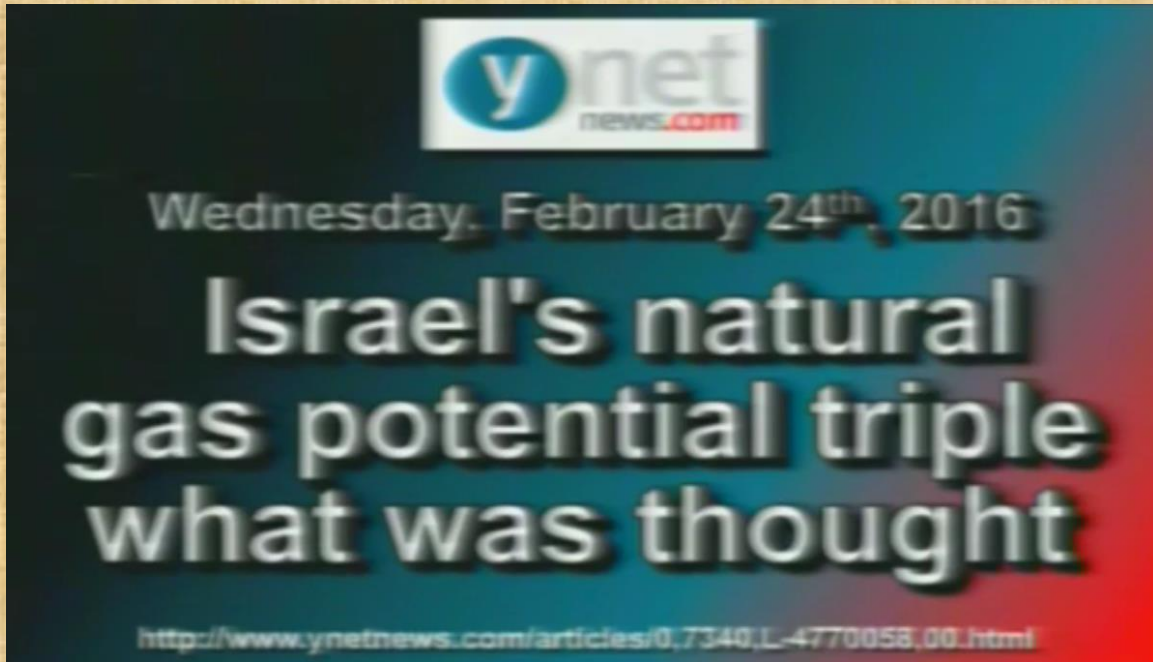 ynet
news.com
Wednesday, February 24th, 2016
Israel's natural
gas potential triple
what was thought
http://www.ynetnews.com/articles/0,7340,L-4770058,00.html